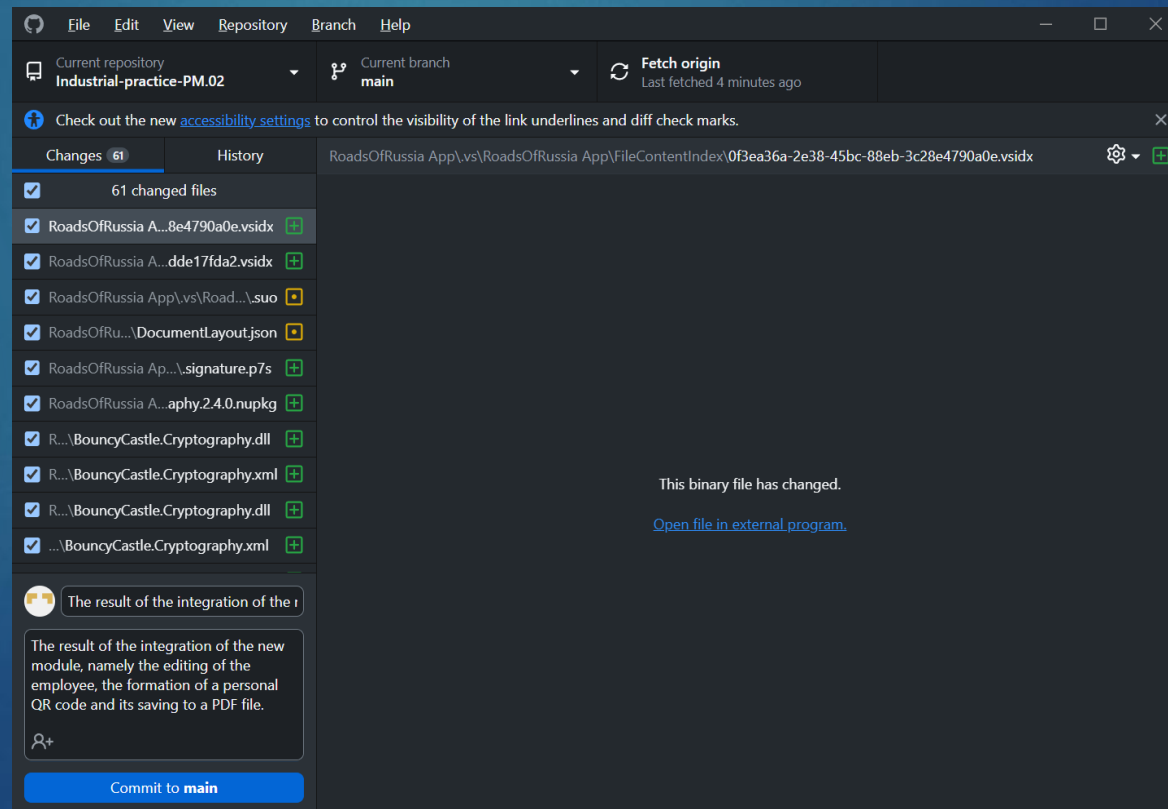 File Edit View Repository Branch Help
Current repository
Industrial-practice-PM.02
Current branch
main
Fetch origin
Last fetched 4 minutes ago
Check out the new accessibility settings to control the visibility of the link underlines and diff check marks.
Changes 61 History
RoadsOfRussia App\.vs\RoadsOfRussia App\FileContentIndex\0f3ea36a-2e38-45bc-88eb-3c28e4790a0e.vsidx
61 changed files
RoadsOfRussia A...8e4790a0e.vsidx
RoadsOfRussia A...dde17fda2.vsidx
RoadsOfRussia App\.vs\Road...\.suo
RoadsOfRu...\DocumentLayout.json
RoadsOfRussia Ap...\.signature.p7s
RoadsOfRussia A...aphy.2.4.0.nupkg
R...\BouncyCastle.Cryptography.dll
R...\BouncyCastle.Cryptography.xml
R...\BouncyCastle.Cryptography.dll
...\BouncyCastle.Cryptography.xml
This binary file has changed.
Open file in external program.
The result of the integration of the
The result of the integration of the new
module, namely the editing of the
employee, the formation of a personal
QR code and its saving to a PDF file.
Commit to main